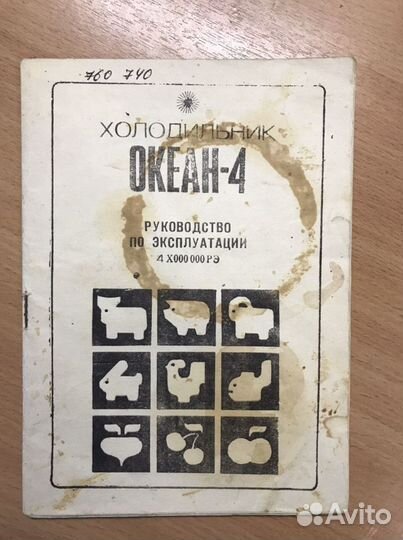 760 740
ХОЛОДИЛЬНИК
ОКЕАН-4
РУКОВОДСТВО
ПО ЭКСПЛУАТАЦИИ
4 Х000 000 РЭ
Avito